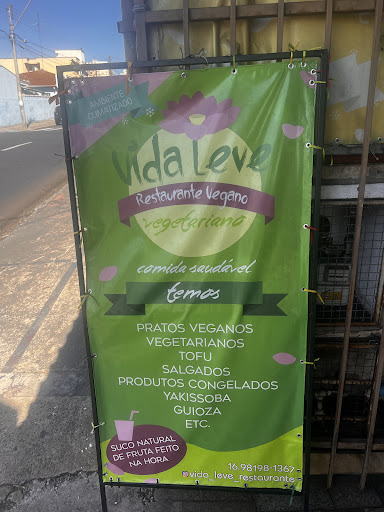 AMBIENTE
CLIMATIZADO
Vida Leve
Restaurante Vegano
vegetariano
comida saudável
temos
PRATOS VEGANOS
VEGETARIANOS
TOFU
SALGADOS
PRODUTOS CONGELADOS
YAKISSOBA
GUIOZA
ETC.
SUCO NATURAL
DE FRUTA FEITO
NA HORA
16 98198-1367
@vida_leve_restaurante